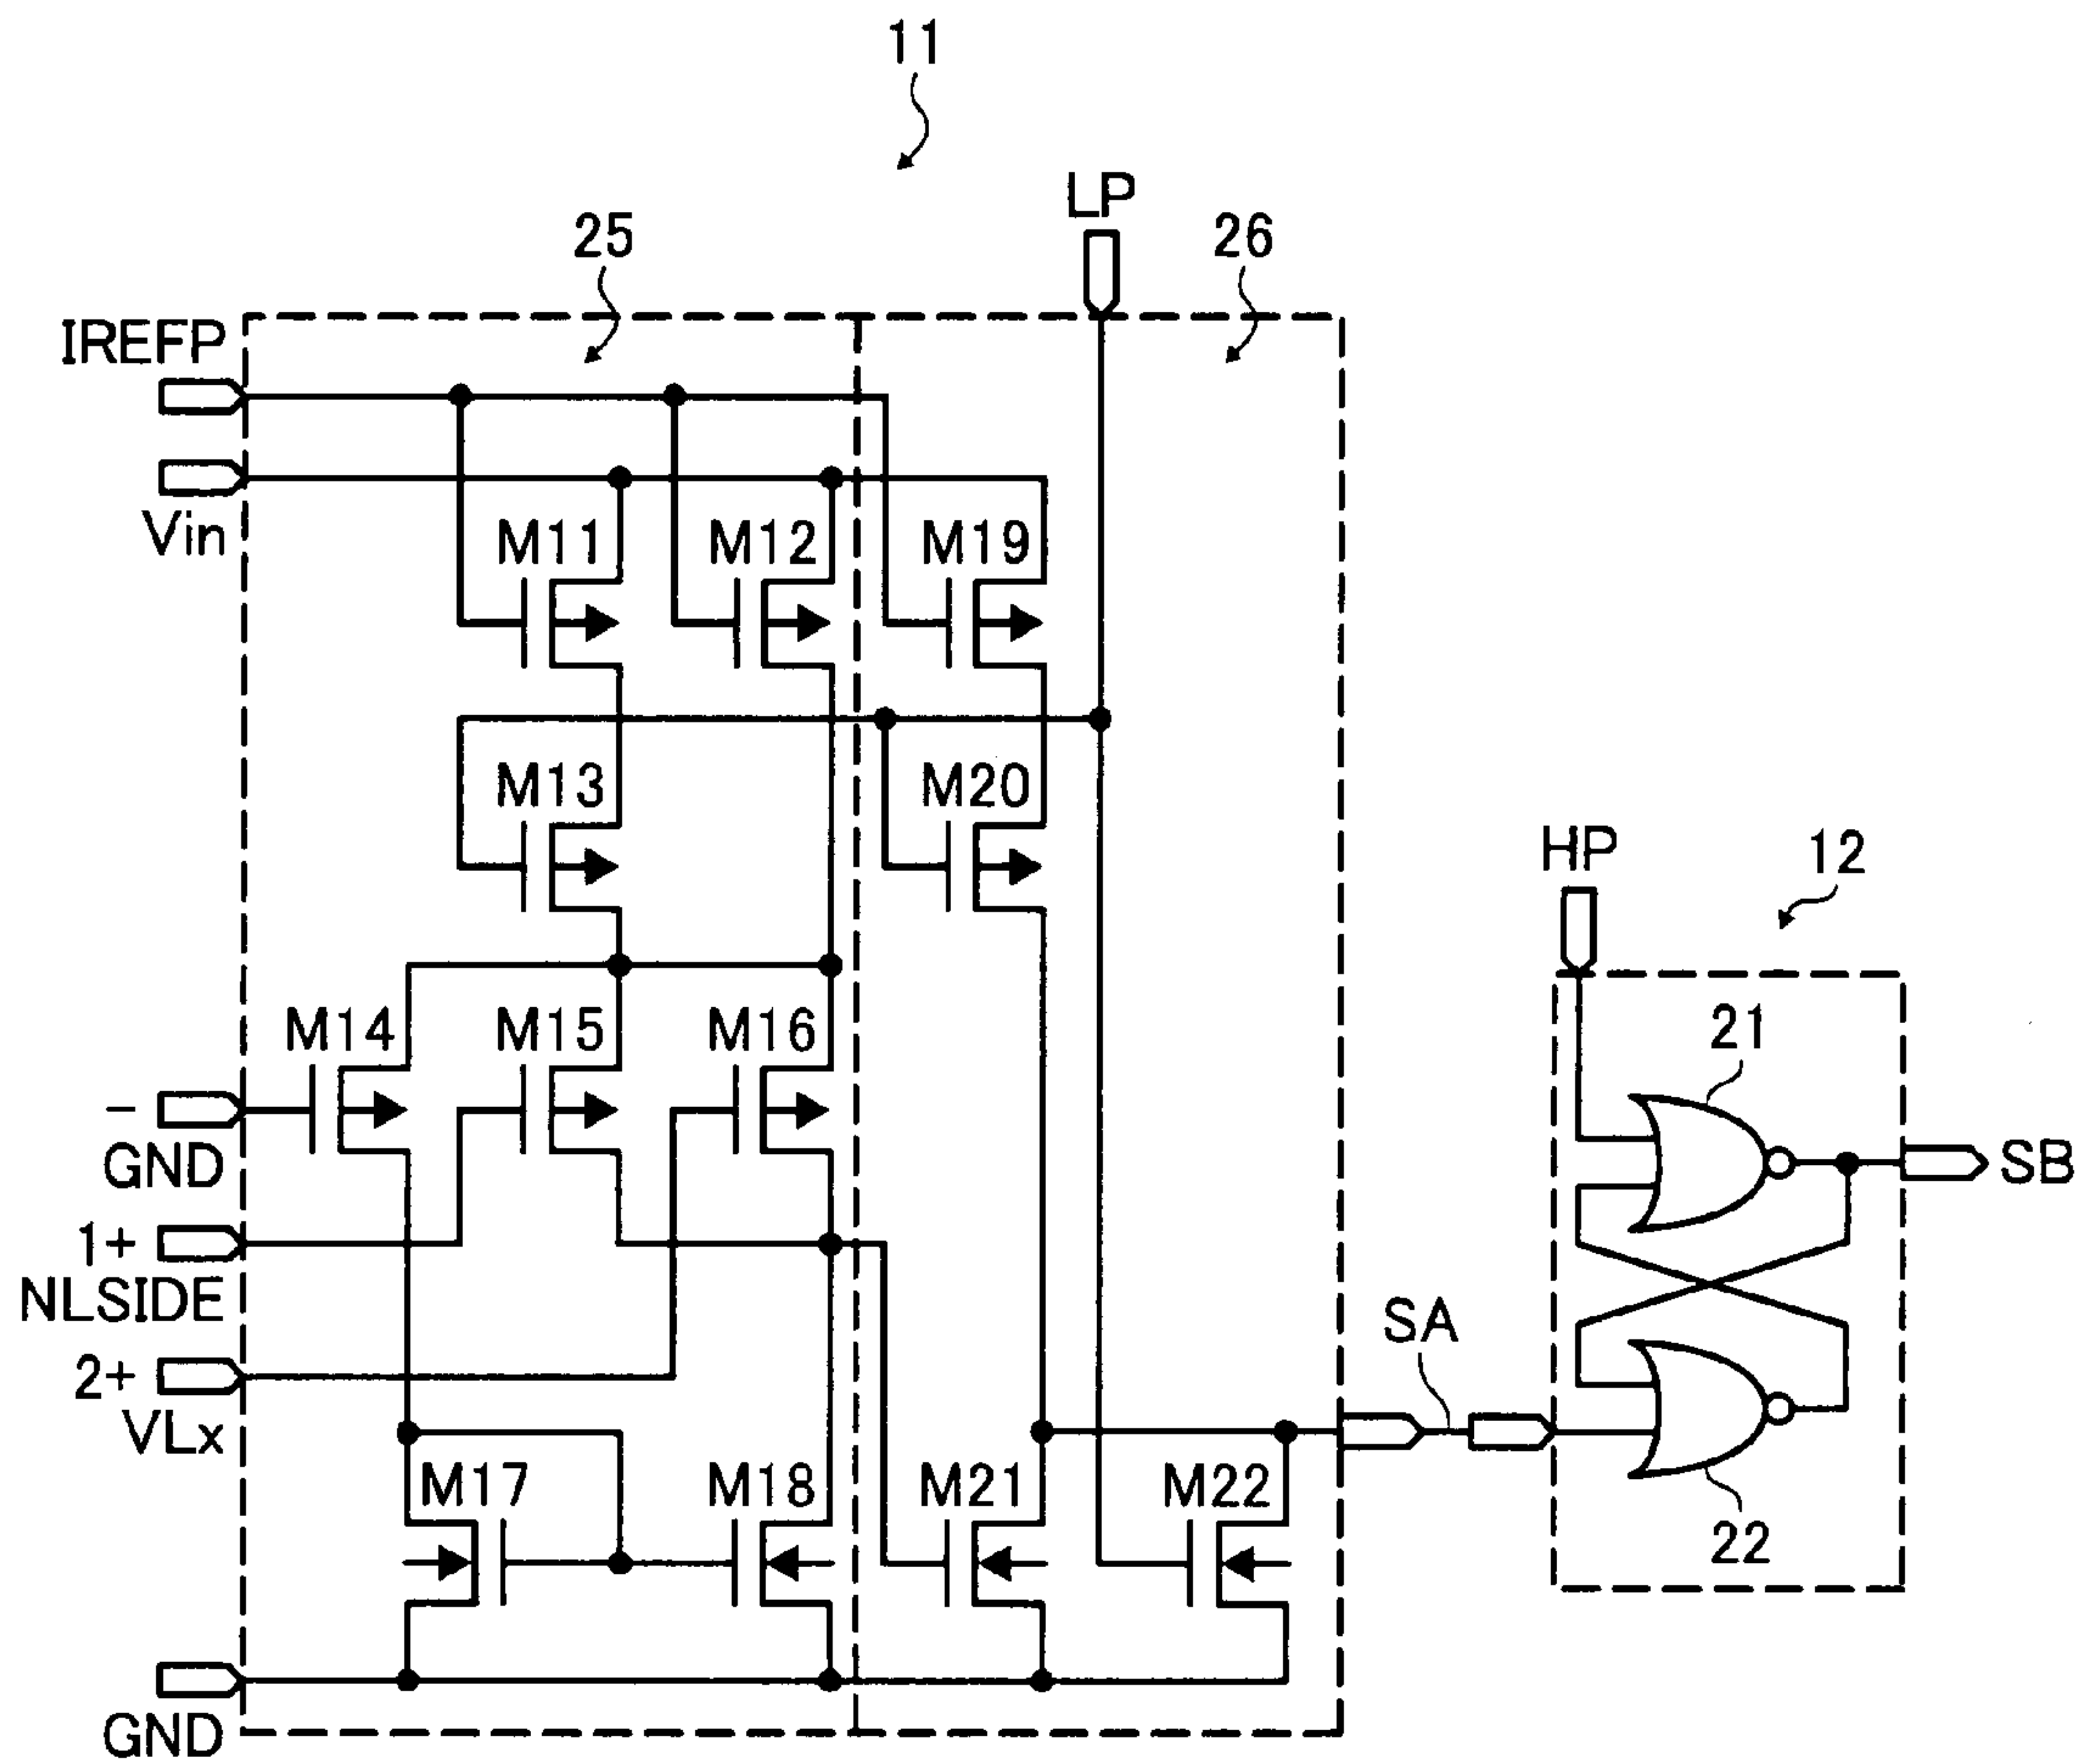 11
LP
25
26
IREFP
Vin
M11
M12
M19
M13
M20
HP
12
M14
M15
M16
21
-
GND
SB
1+
NLSIDE
SA
2+
VLx
M17
M18
M21
M22
22
GND